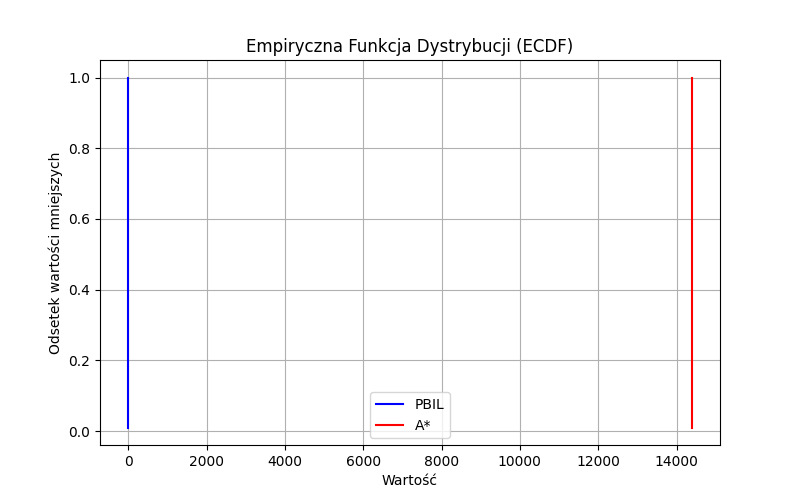 Empiryczna Funkcja Dystrybucji (ECDF)
Odsetek wartości mniejszych
1.0
0.8
0.6
0.4
0.2
0.0
PBIL
A*
0 2000 4000 6000 8000 10000 12000 14000
Wartość